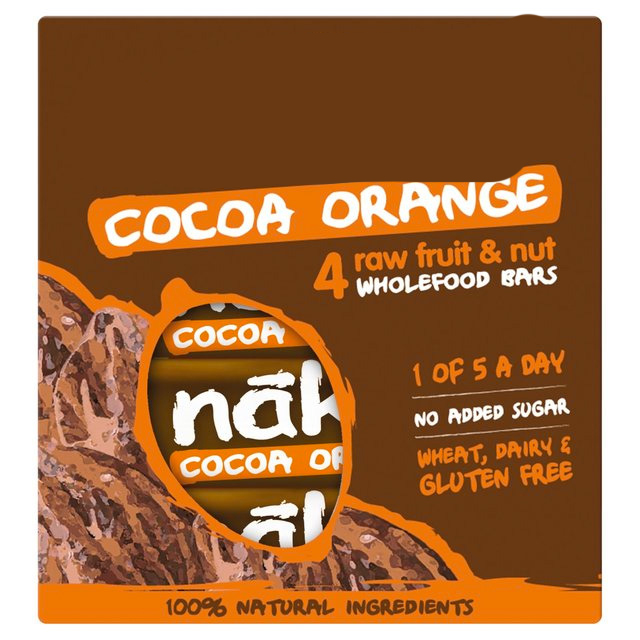 COCOA ORANGE
4 raw fruit & nut
WHOLEFOOD BARS
COCOA
nāk
COCOA OR
1 OF 5 A DAY
NO ADDED SUGAR
WHEAT, DAIRY &
GLUTEN FREE
100% NATURAL INGREDIENTS